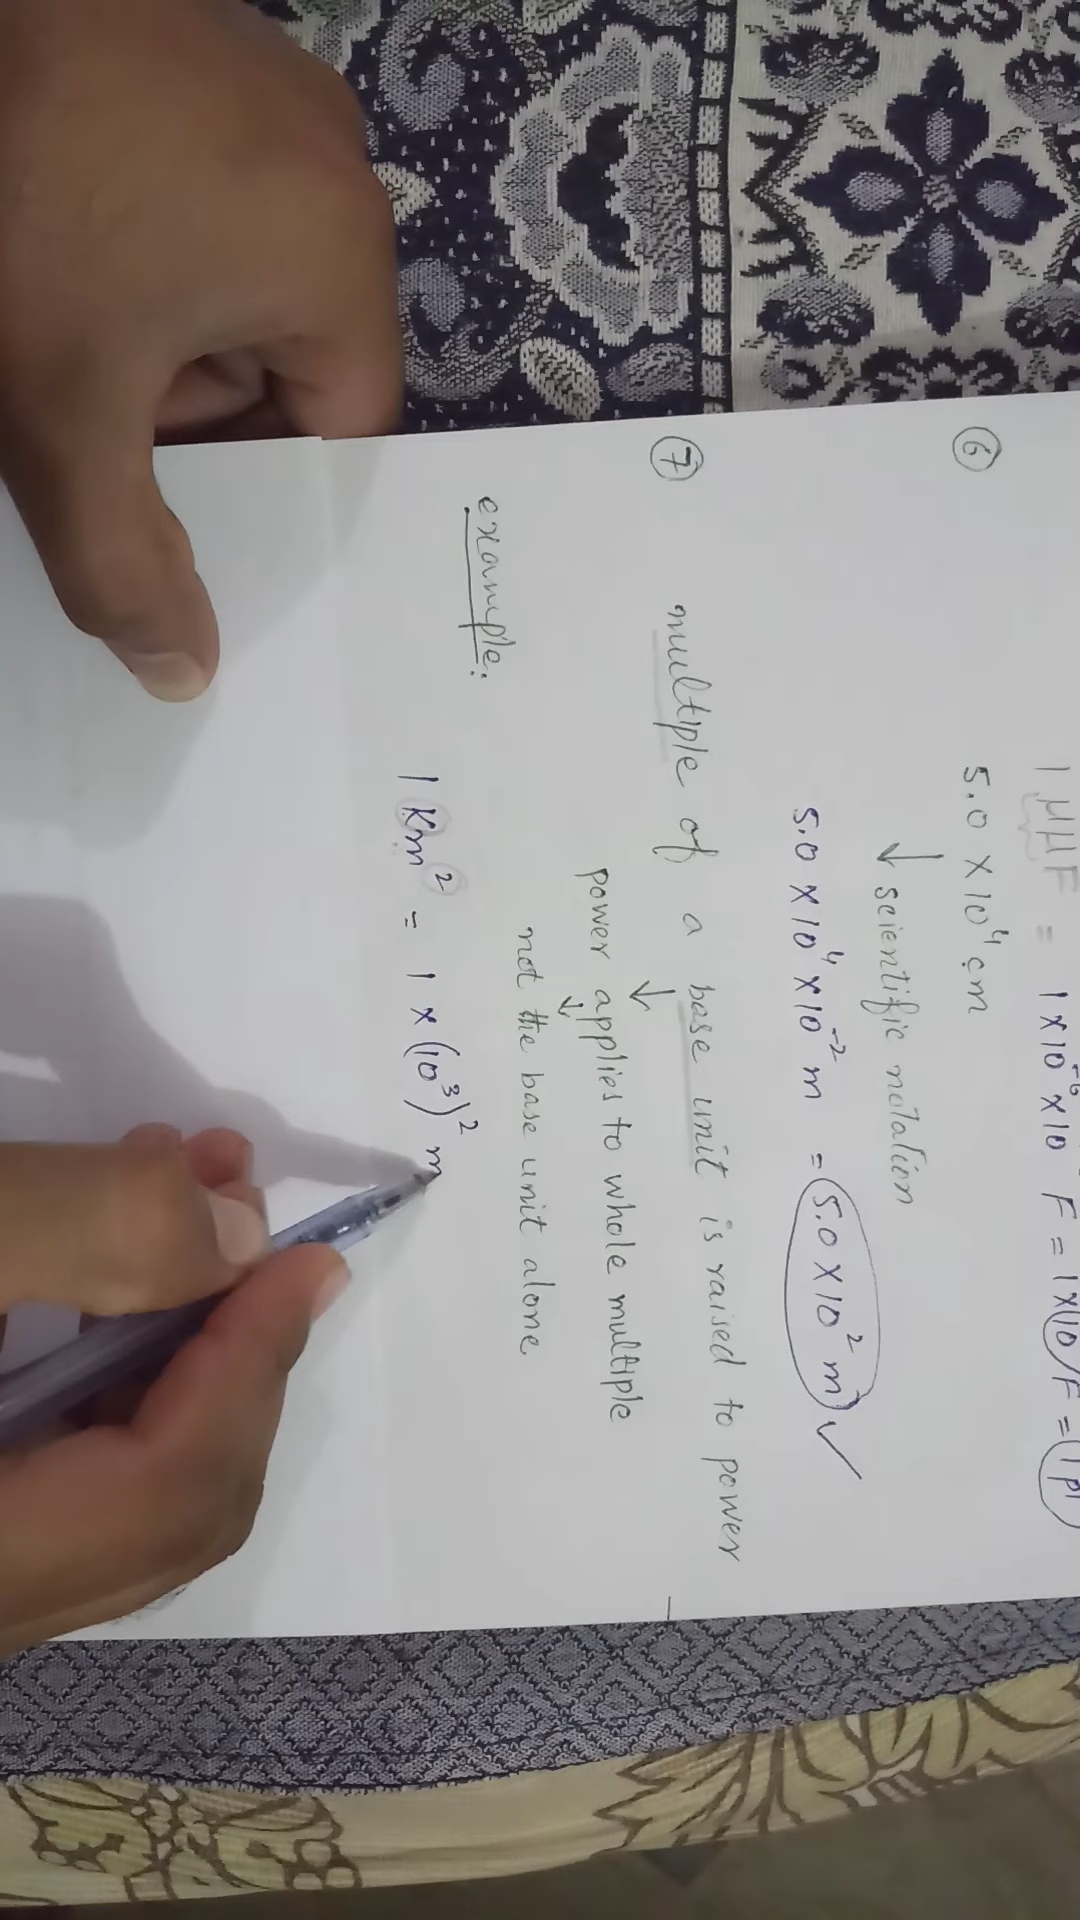 1 μμF = 1 × 10⁻⁶ × 10⁻ F = 1 × 10 F = 1 p
⑥ 5.0 × 10⁴ cm
↓ scientific notation
5.0 × 10⁴ × 10⁻² m = 5.0 × 10² m ✓
⑦ multiple of a base unit is raised to power
↓
power applies to whole multiple
↓
not the base unit alone
example:
1 Km² = 1 × (10³)² m